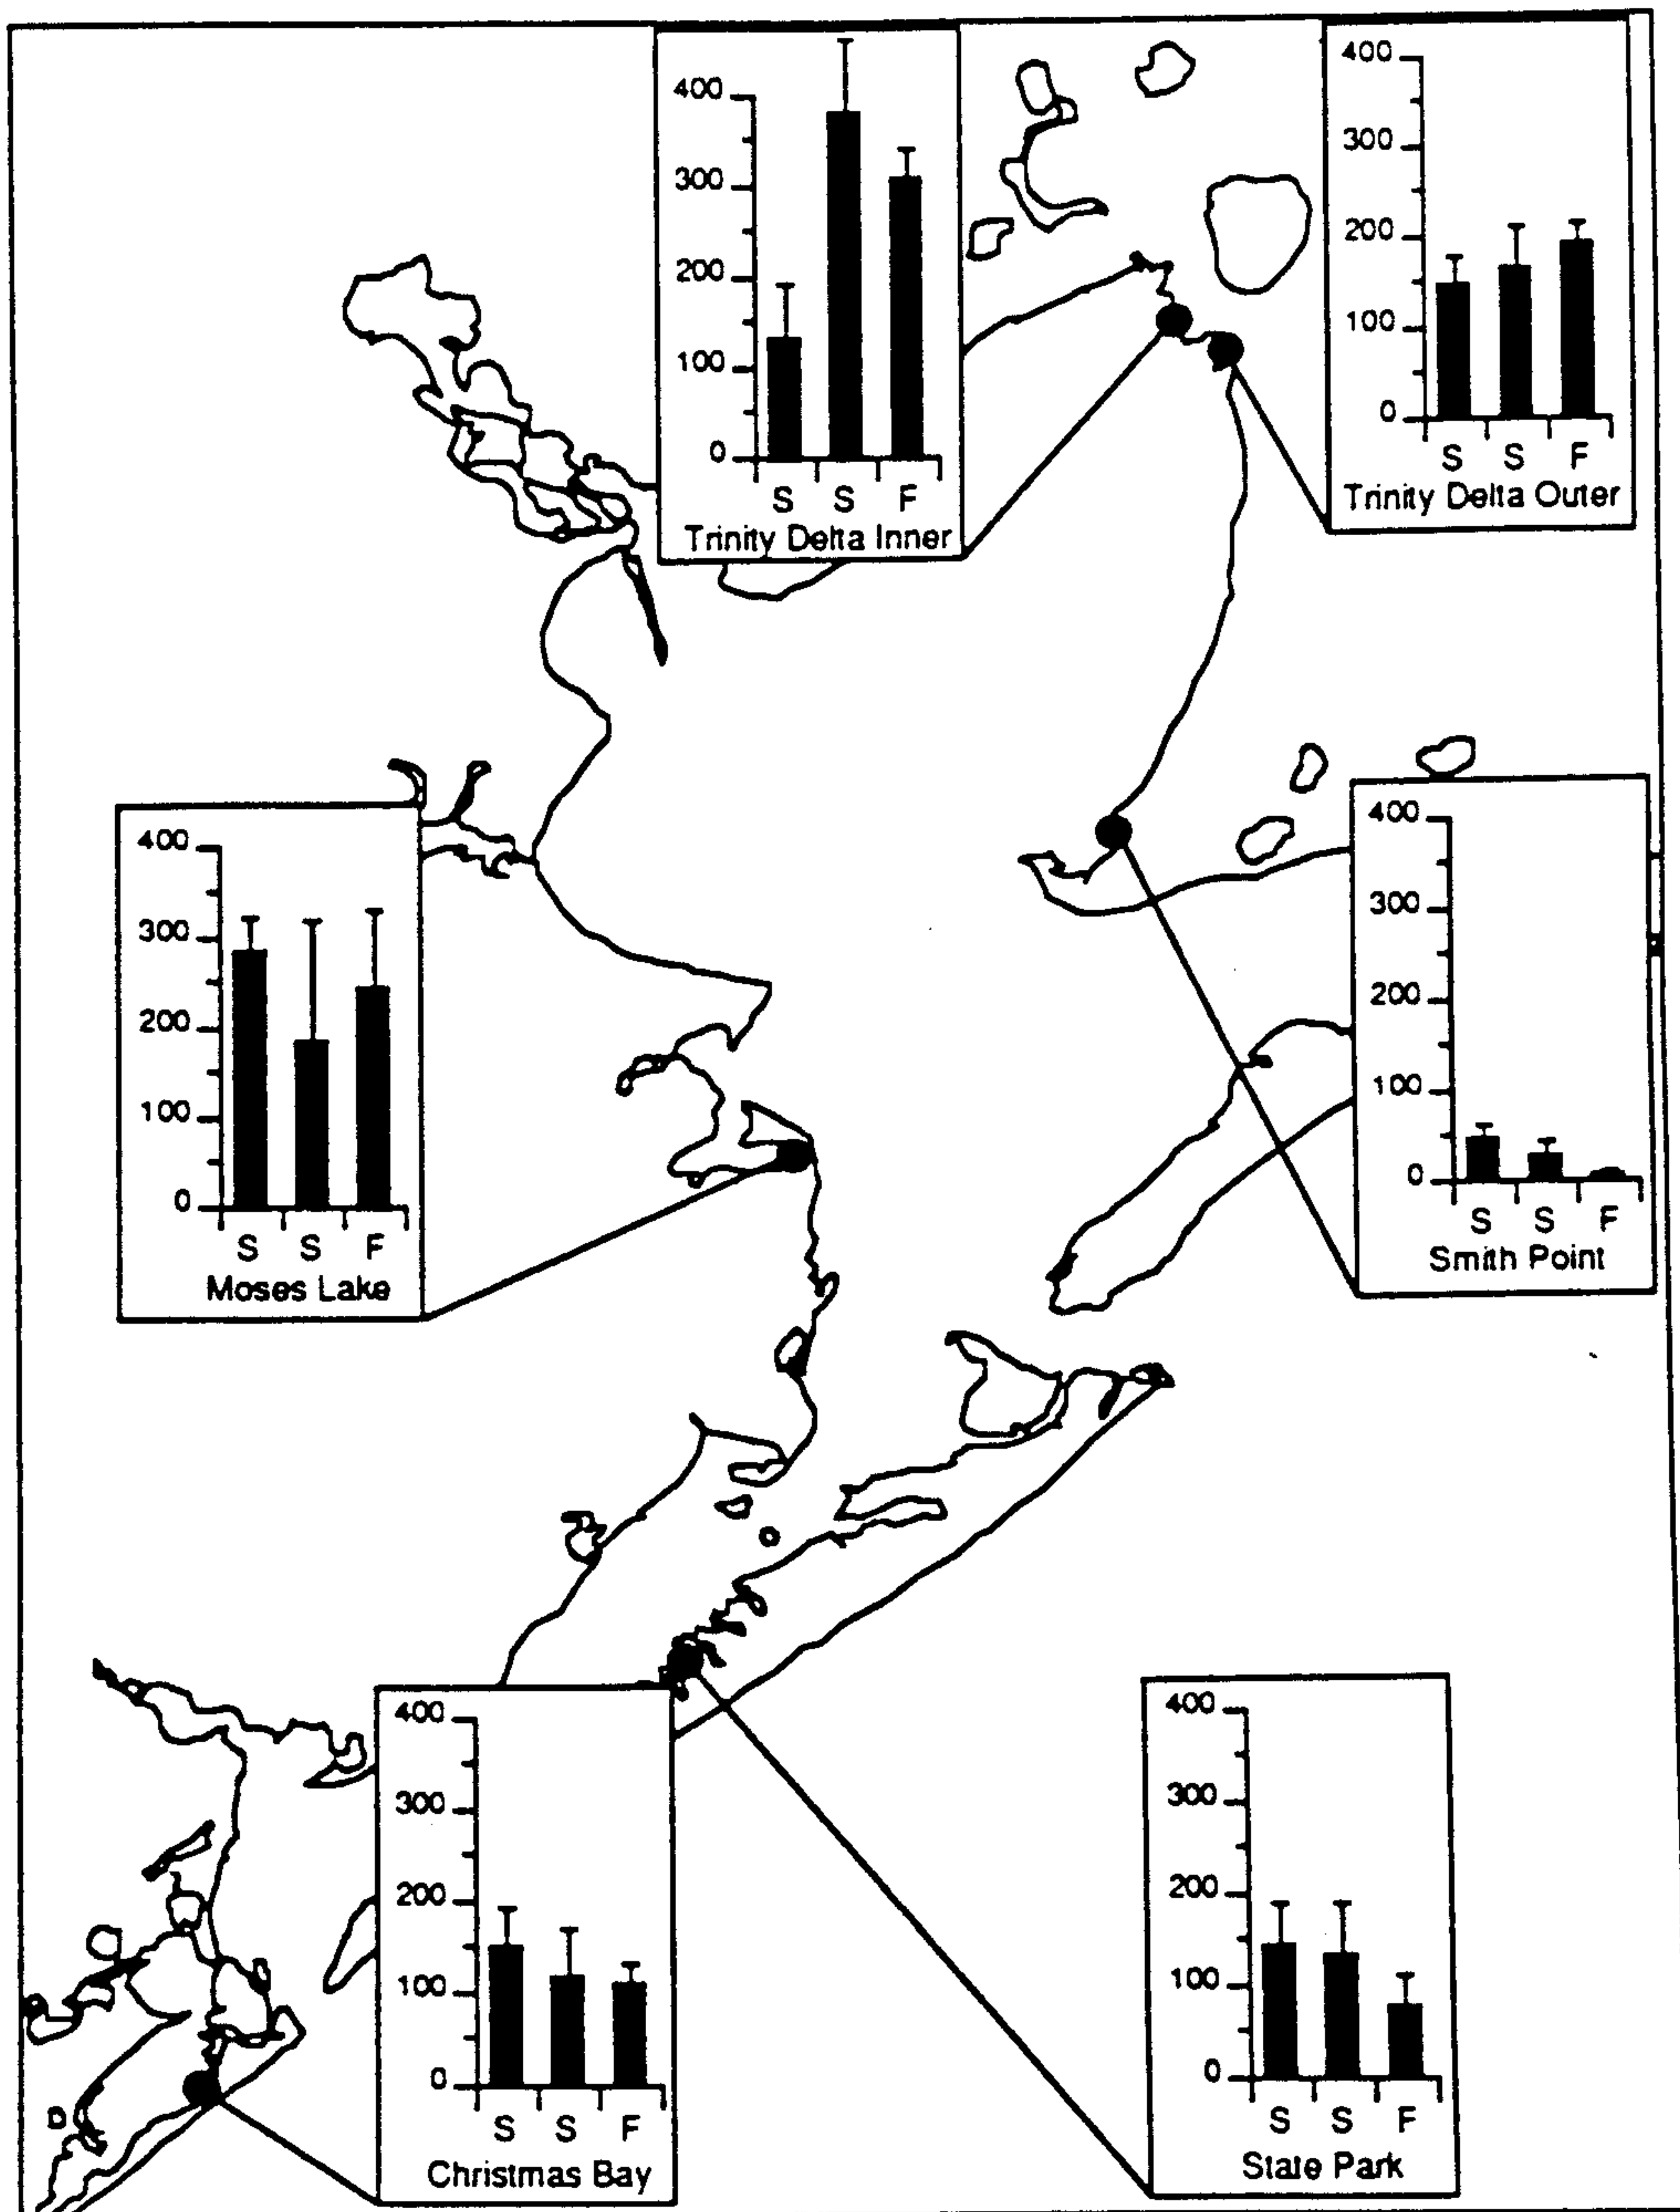 400
300
200
100
0
S S F
Trinity Delta Inner
400
300
200
100
0
S S F
Trinity Delta Outer
400
300
200
100
0
S S F
Moses Lake
400
300
200
100
0
S S F
Smith Point
400
300
200
100
0
S S F
Christmas Bay
400
300
200
100
0
S S F
State Park